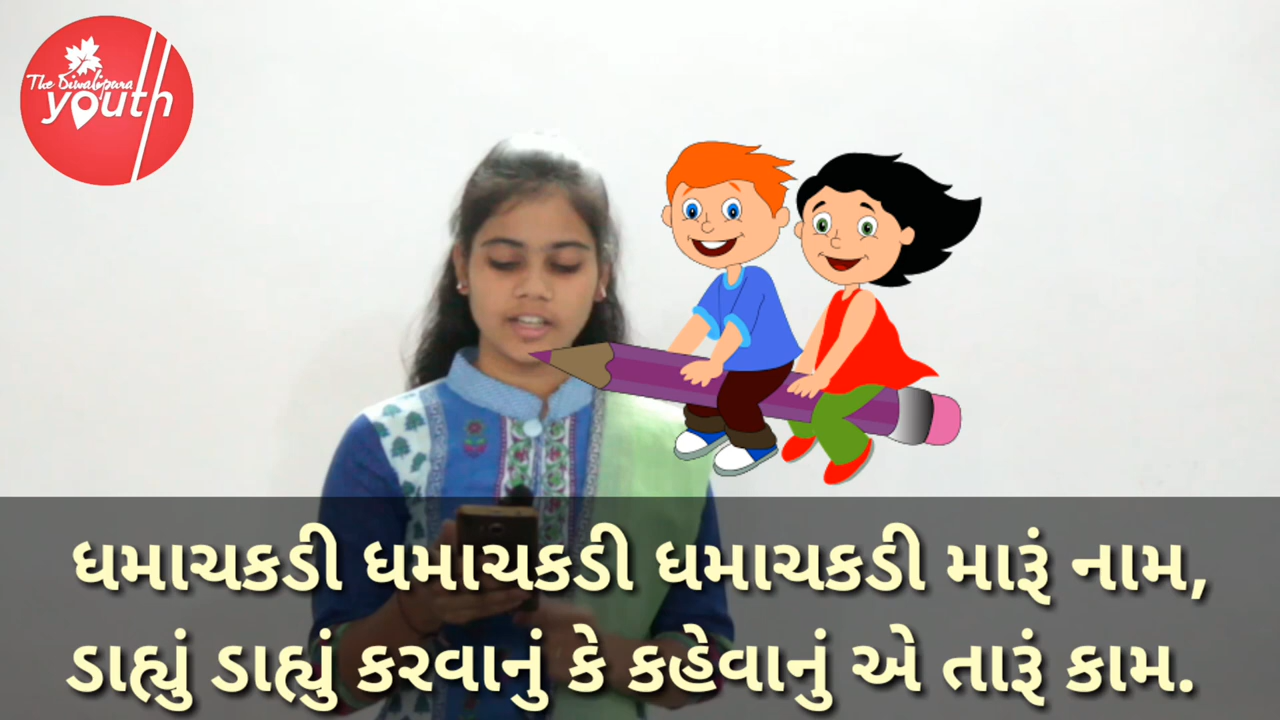 The Diwalipura
youth
ધમાચકડી ધમાચકડી ધમાચકડી મારૂં નામ,
ડાહ્યું ડાહ્યું કરવાનું કે કહેવાનું એ તારૂં કામ.